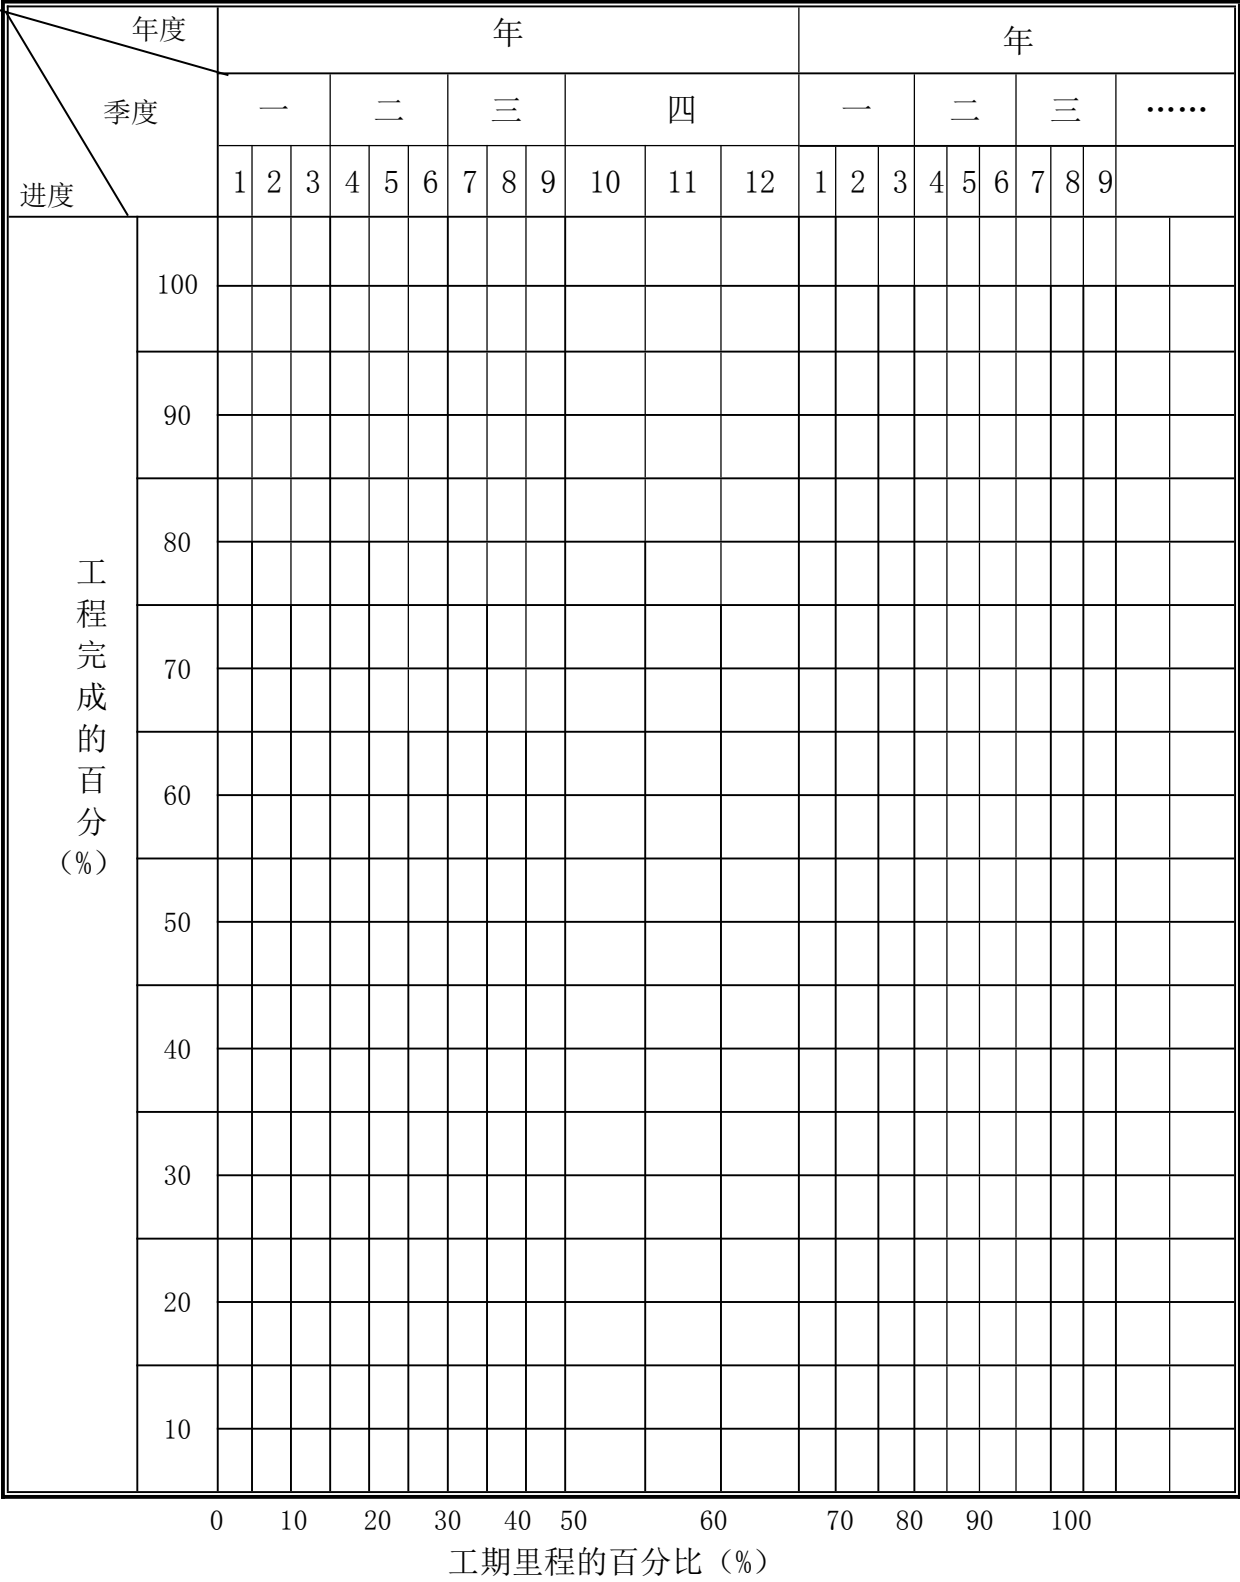 年度 年 年
季度 一 二 三 四 一 二 三 ……
进度 1 2 3 4 5 6 7 8 9 10 11 12 1 2 3 4 5 6 7 8 9
100
90
80
70
60
50
40
30
20
10
工
程
完
成
的
百
分
（%）
0 10 20 30 40 50 60 70 80 90 100
工期里程的百分比（%）